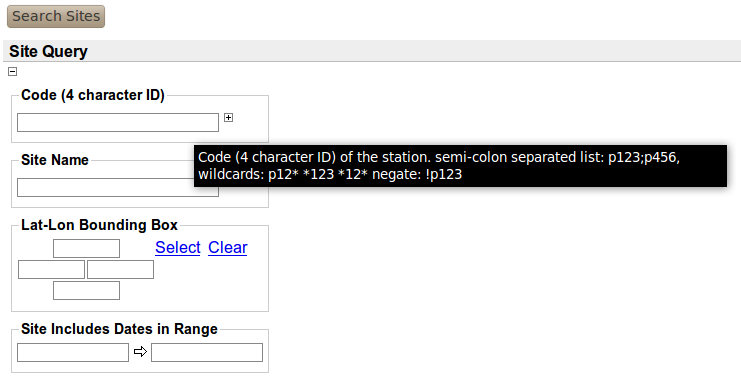 Search Sites
Site Query
Code (4 character ID)
Code (4 character ID) of the station. semi-colon separated list: p123;p456,
wildcards: p12* *123 *12* negate: !p123
Site Name
Lat-Lon Bounding Box
Select Clear
Site Includes Dates in Range